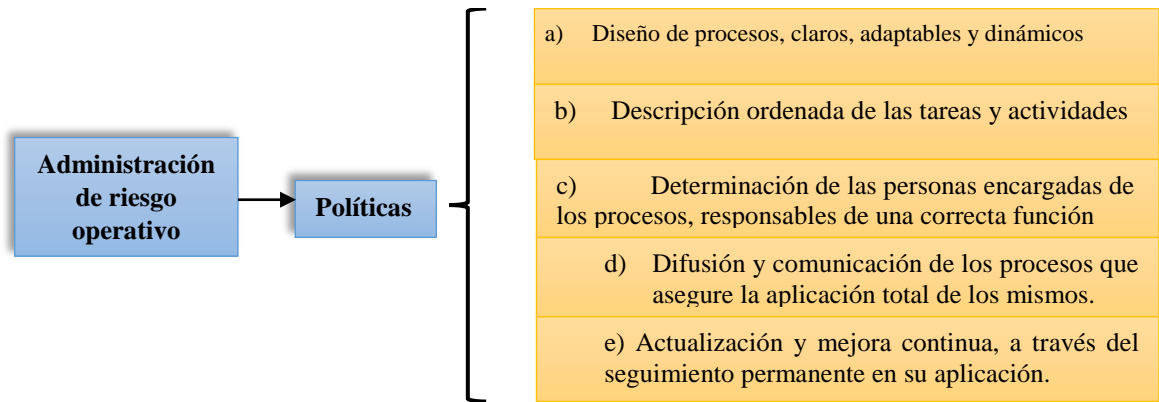 Administración
de riesgo
operativo
Políticas
a) Diseño de procesos, claros, adaptables y dinámicos
b) Descripción ordenada de las tareas y actividades
c) Determinación de las personas encargadas de
los procesos, responsables de una correcta función
d) Difusión y comunicación de los procesos que
asegure la aplicación total de los mismos.
e) Actualización y mejora continua, a través del
seguimiento permanente en su aplicación.